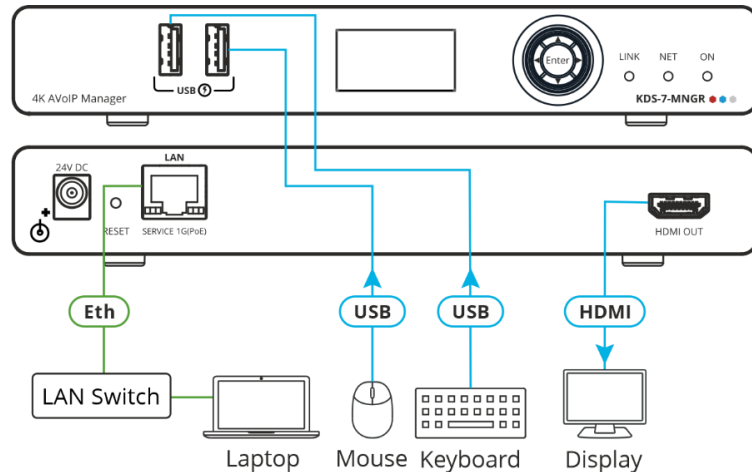 Enter
LINK NET ON
USB
4K AVoIP Manager
KDS-7-MNGR
24V DC
LAN
RESET
SERVICE 1G(PoE)
HDMI OUT
Eth
USB
USB
HDMI
LAN Switch
Laptop
Mouse
Keyboard
Display